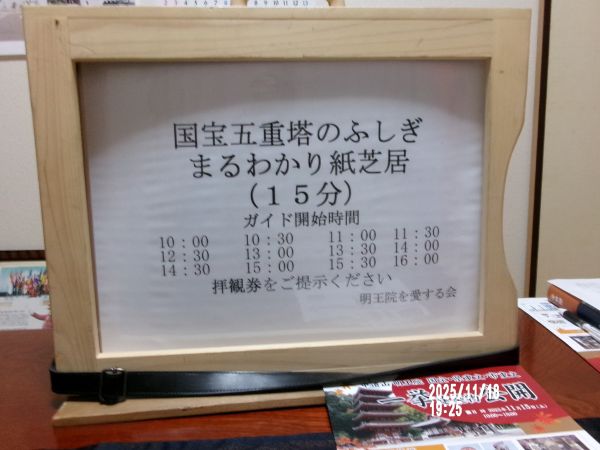 国宝五重塔のふしぎ
まるわかり紙芝居
（１５分）
ガイド開始時間
10：00 10：30 11：00 11：30
12：30 13：00 13：30 14：00
14：30 15：00 15：30 16：00
拝観券をご提示ください
明王院を愛する会
2025/11/18
19:25